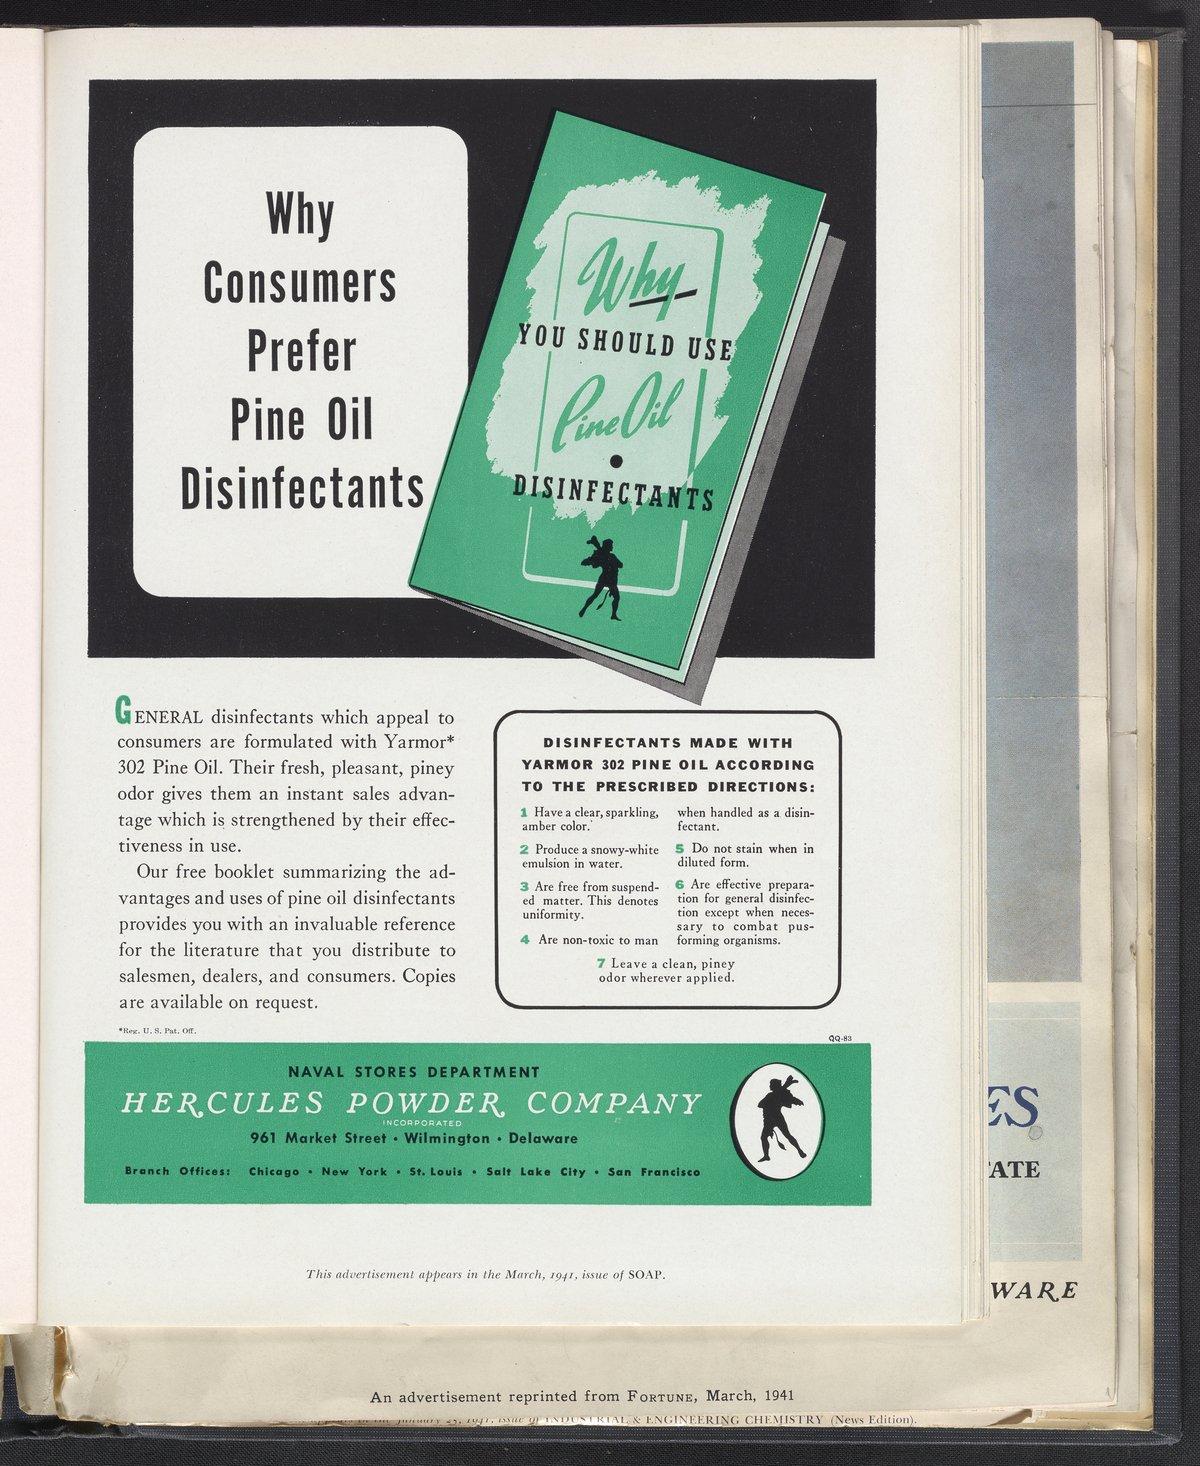 Why
Consumers
Prefer
Pine Oil
Disinfectants
Why
YOU SHOULD USE
Pine Oil
DISINFECTANTS
GENERAL disinfectants which appeal to
consumers are formulated with Yarmor*
302 Pine Oil. Their fresh, pleasant, piney
odor gives them an instant sales advan-
tage which is strengthened by their effec-
tiveness in use.
Our free booklet summarizing the ad-
vantages and uses of pine oil disinfectants
provides you with an invaluable reference
for the literature that you distribute to
salesmen, dealers, and consumers. Copies
are available on request.
*Reg. U. S. Pat. Off.
DISINFECTANTS MADE WITH
YARMOR 302 PINE OIL ACCORDING
TO THE PRESCRIBED DIRECTIONS:
1 Have a clear, sparkling,
amber color.
2 Produce a snowy-white
emulsion in water.
3 Are free from suspend-
ed matter. This denotes
uniformity.
4 Are non-toxic to man
when handled as a disin-
fectant.
5 Do not stain when in
diluted form.
6 Are effective prepara-
tion for general disinfec-
tion except when neces-
sary to combat pus-
forming organisms.
7 Leave a clean, piney
odor wherever applied.
QQ-83
NAVAL STORES DEPARTMENT
HERCULES POWDER COMPANY
INCORPORATED
961 Market Street • Wilmington • Delaware
Branch Offices: Chicago • New York • St. Louis • Salt Lake City • San Francisco
This advertisement appears in the March, 1941, issue of SOAP.
ES
ATE
WARE
An advertisement reprinted from FORTUNE, March, 1941
January 25, 1941, issue of INDUSTRIAL & ENGINEERING CHEMISTRY (News Edition).